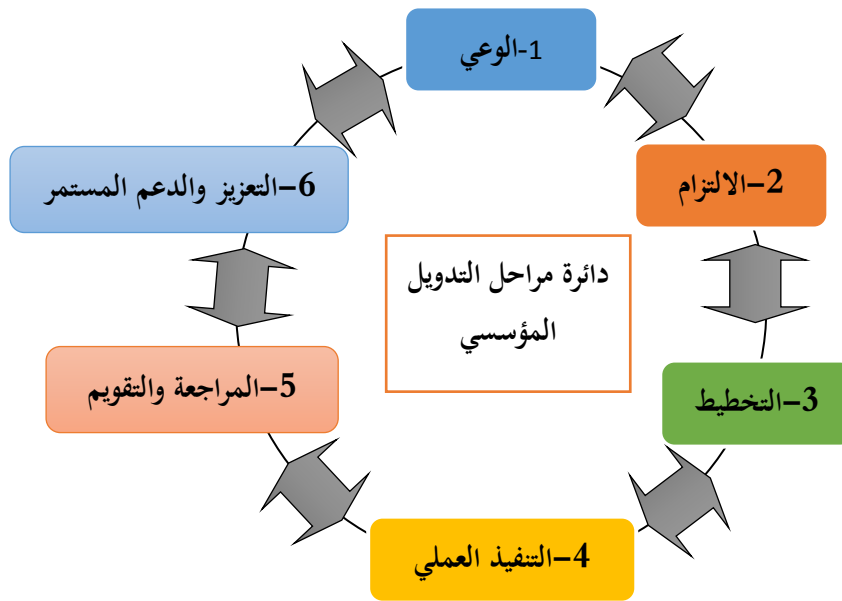 1-الوعي
2–الالتزام
3–التخطيط
4–التنفيذ العملي
5–المراجعة والتقويم
6–التعزيز والدعم المستمر
دائرة مراحل التدويل
المؤسسي